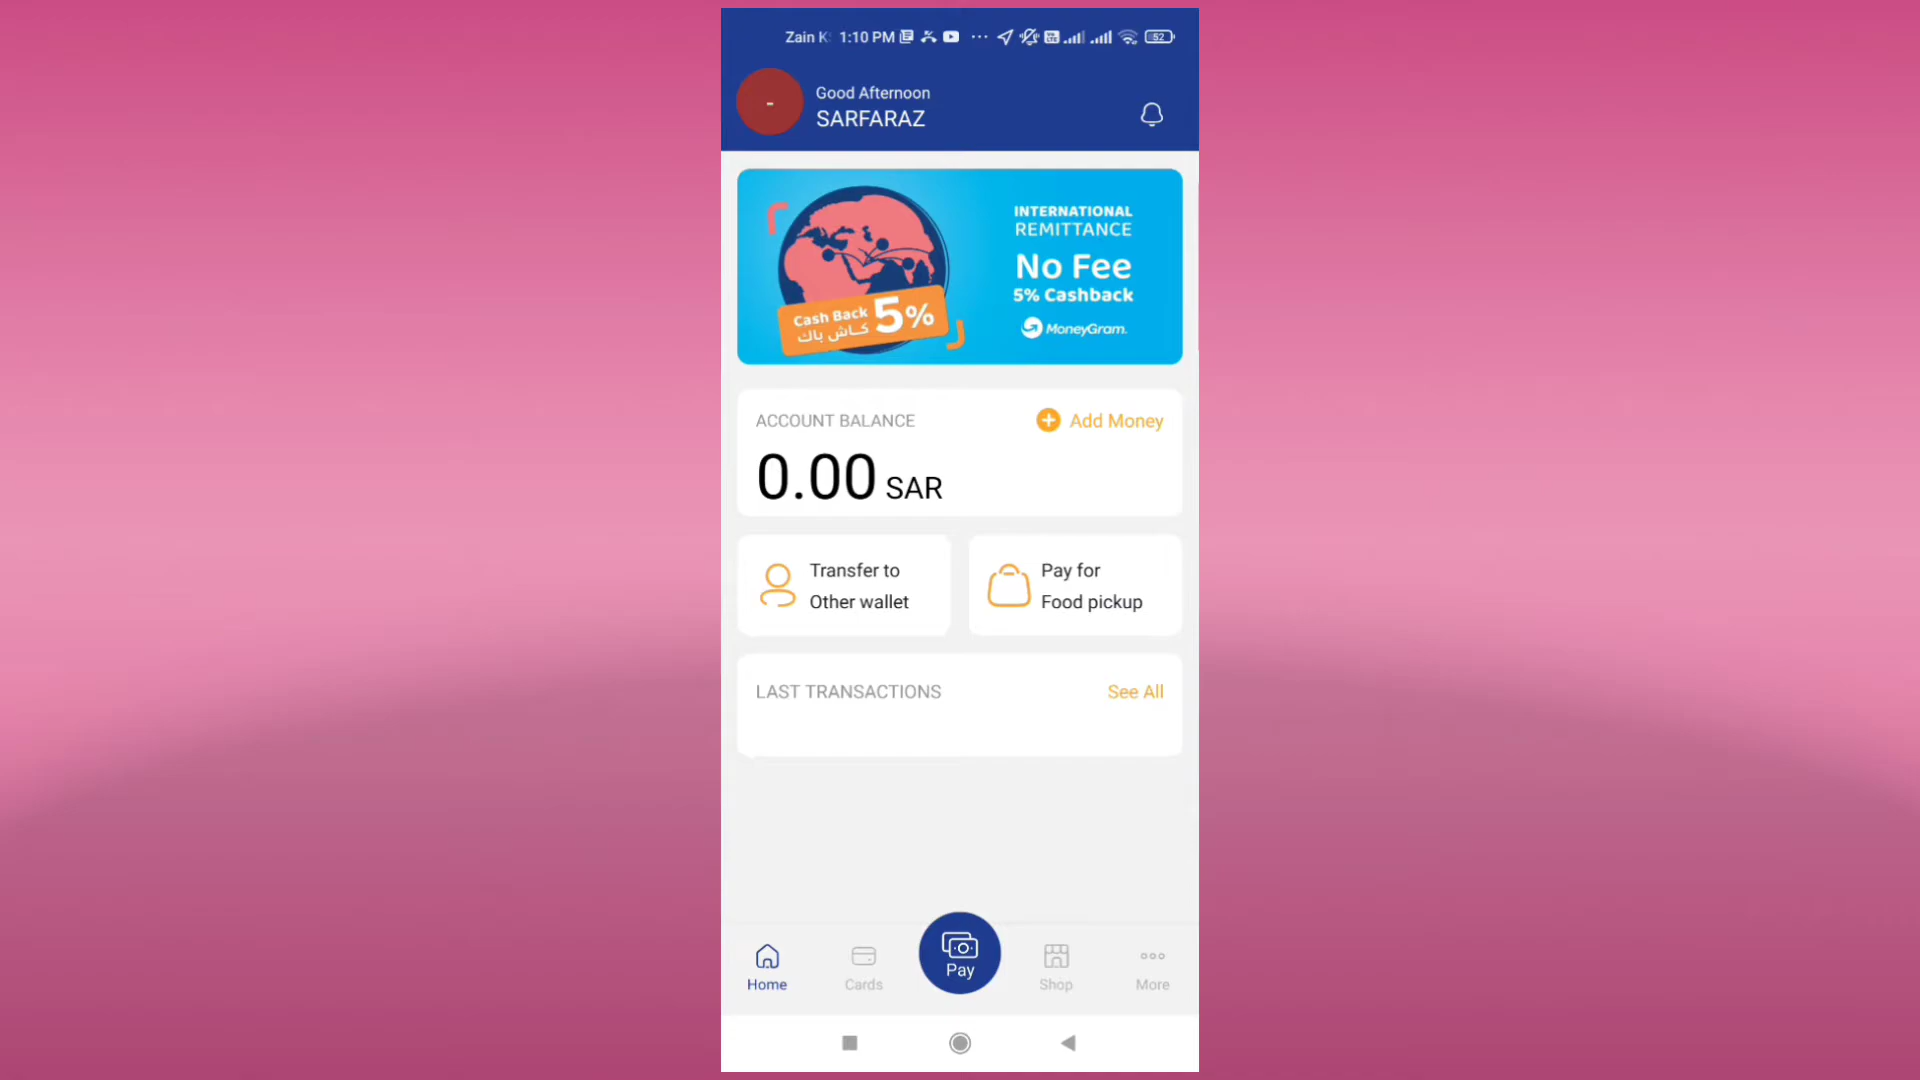 Zain K 1:10 PM 52
-
Good Afternoon
SARFARAZ
INTERNATIONAL
REMITTANCE
No Fee
5% Cashback
MoneyGram.
Cash Back 5%
كاش باك
ACCOUNT BALANCE
Add Money
0.00 SAR
Transfer to
Other wallet
Pay for
Food pickup
LAST TRANSACTIONS
See All
Home
Cards
Pay
Shop
More